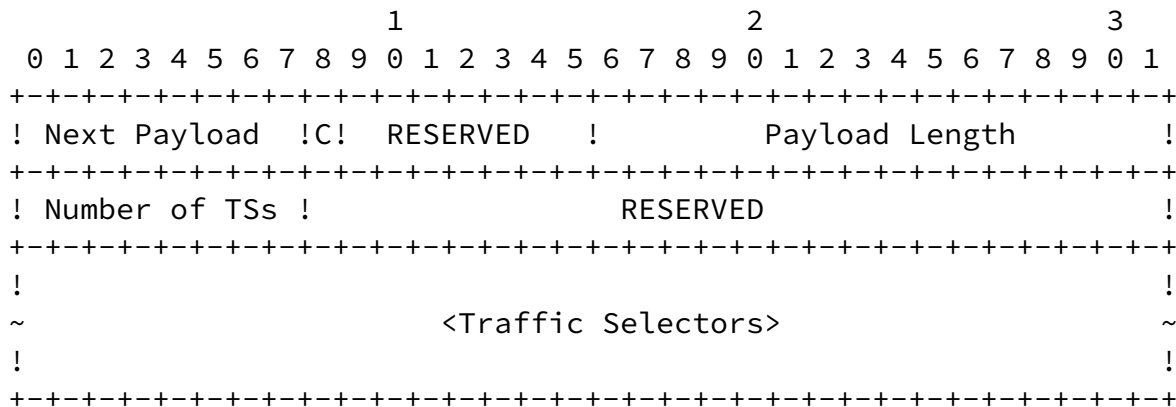 1                   2                   3
 0 1 2 3 4 5 6 7 8 9 0 1 2 3 4 5 6 7 8 9 0 1 2 3 4 5 6 7 8 9 0 1
+-+-+-+-+-+-+-+-+-+-+-+-+-+-+-+-+-+-+-+-+-+-+-+-+-+-+-+-+-+-+-+-+
! Next Payload  !C!  RESERVED   !         Payload Length        !
+-+-+-+-+-+-+-+-+-+-+-+-+-+-+-+-+-+-+-+-+-+-+-+-+-+-+-+-+-+-+-+-+
! Number of TSs !                 RESERVED                      !
+-+-+-+-+-+-+-+-+-+-+-+-+-+-+-+-+-+-+-+-+-+-+-+-+-+-+-+-+-+-+-+-+
!                                                               !
~                       <Traffic Selectors>                     ~
!                                                               !
+-+-+-+-+-+-+-+-+-+-+-+-+-+-+-+-+-+-+-+-+-+-+-+-+-+-+-+-+-+-+-+-+